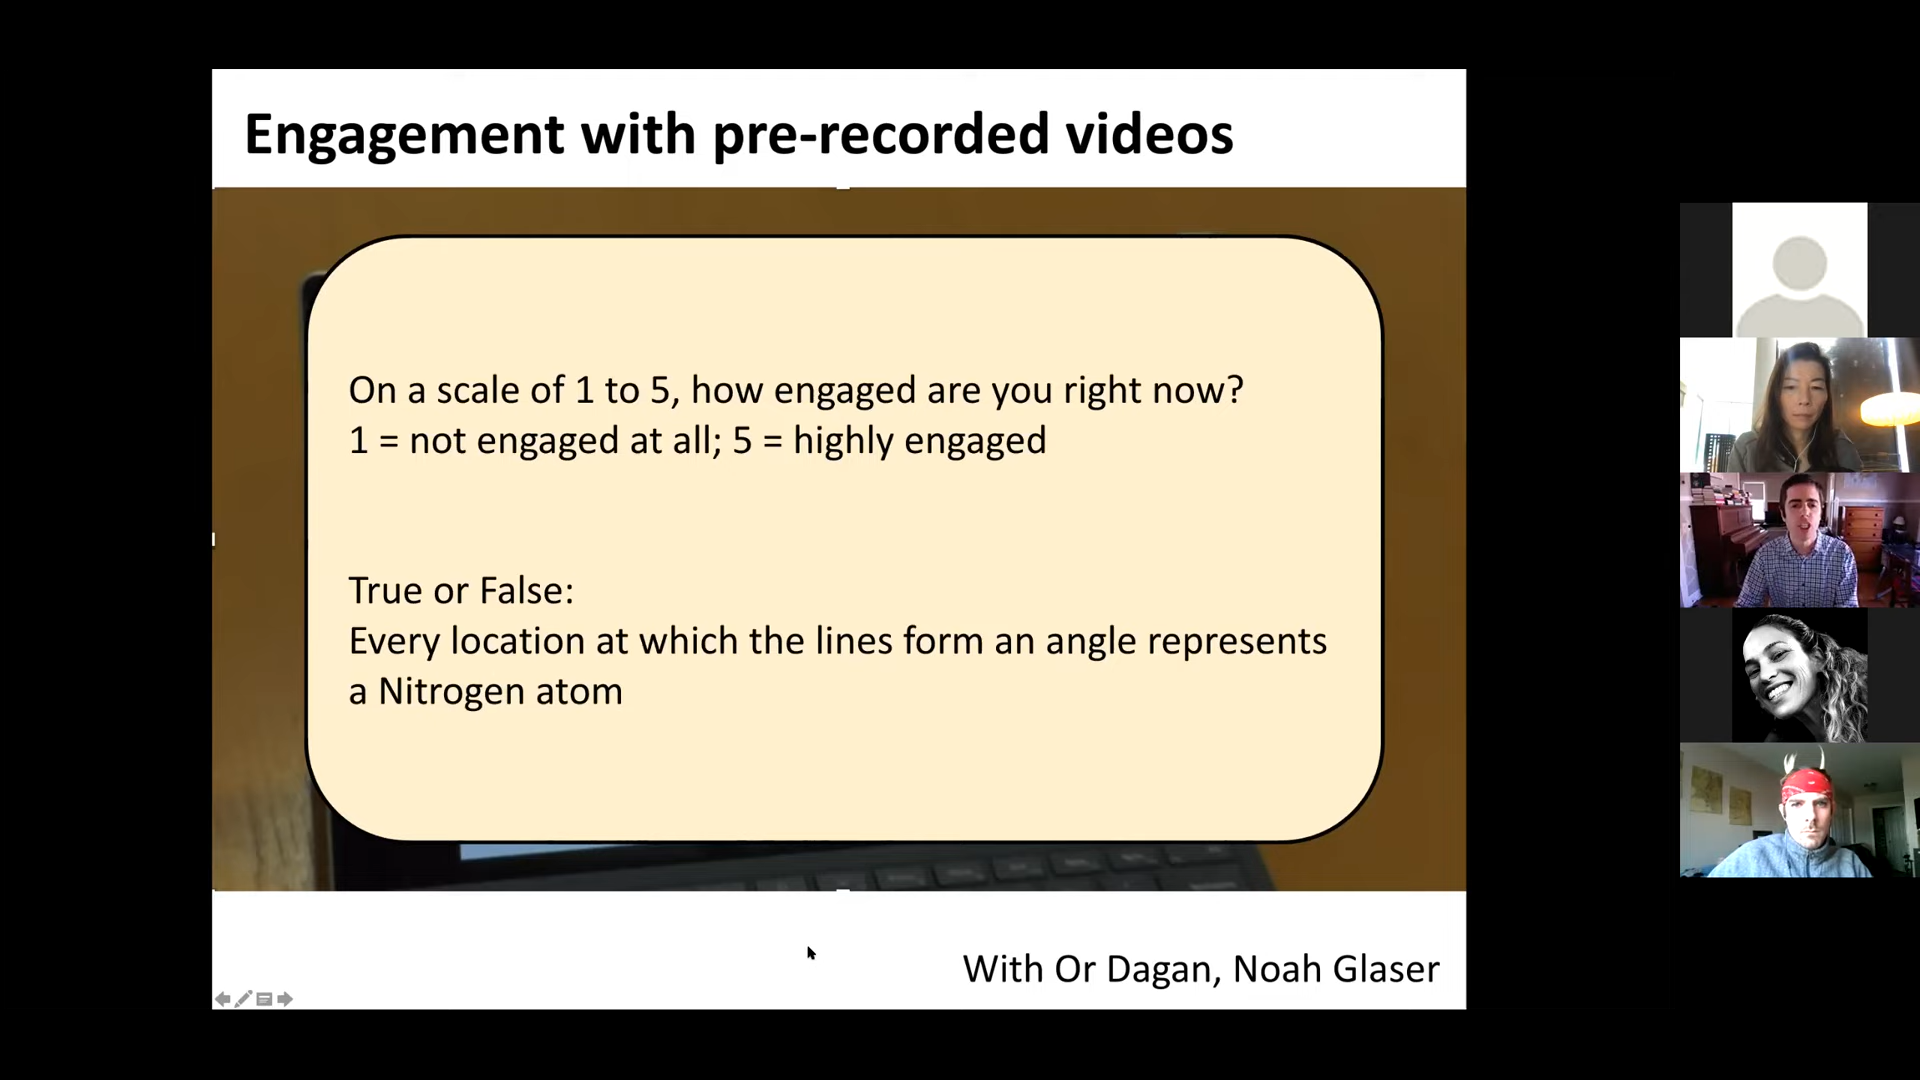 Engagement with pre-recorded videos
On a scale of 1 to 5, how engaged are you right now?
1 = not engaged at all; 5 = highly engaged
True or False:
Every location at which the lines form an angle represents
a Nitrogen atom
With Or Dagan, Noah Glaser